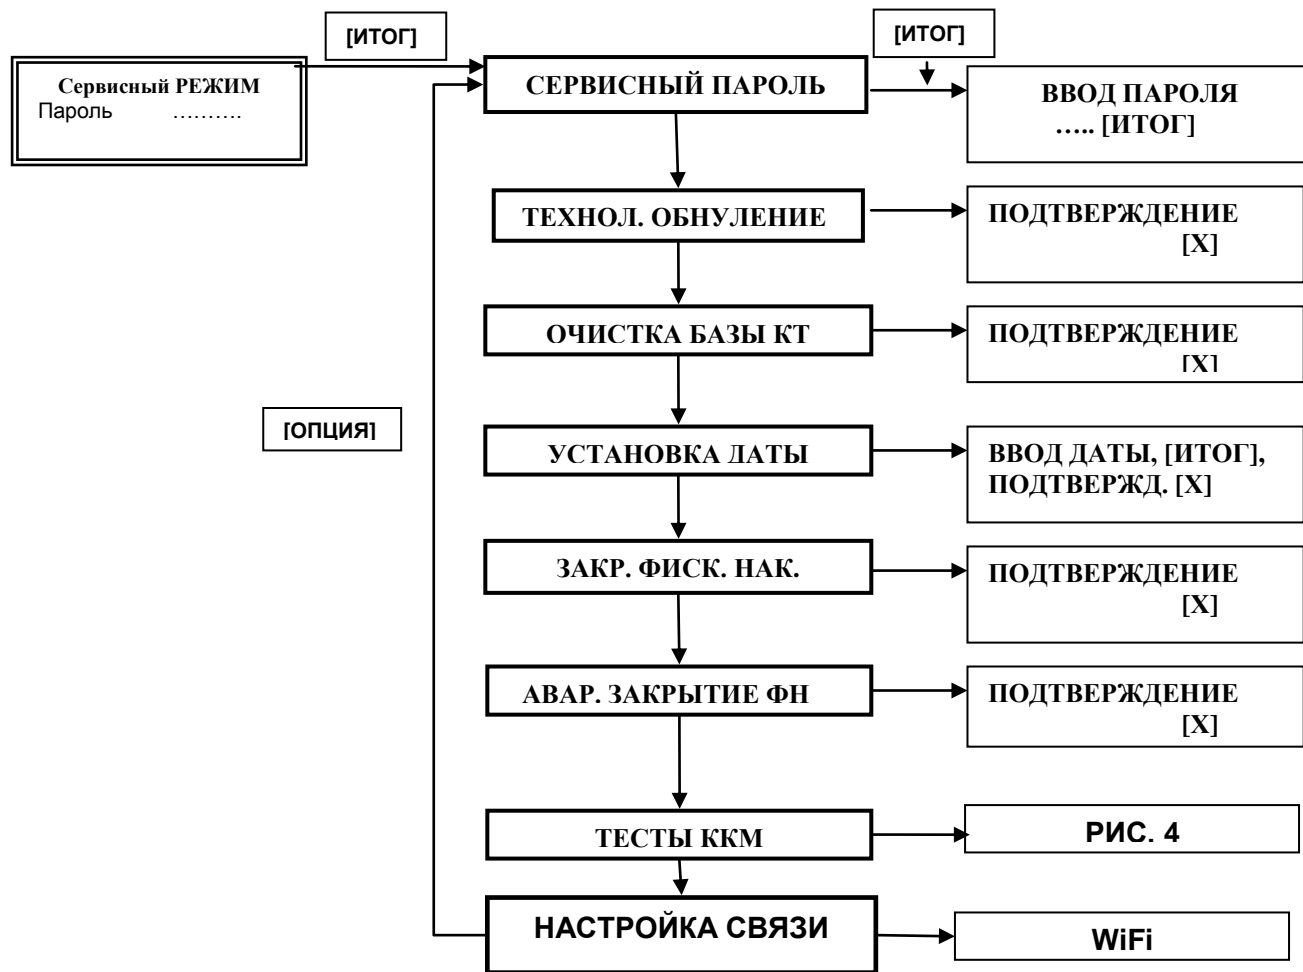 [ИТОГ]
[ИТОГ]
Сервисный РЕЖИМ
Пароль ……….
СЕРВИСНЫЙ ПАРОЛЬ
ВВОД ПАРОЛЯ
….. [ИТОГ]
ТЕХНОЛ. ОБНУЛЕНИЕ
ПОДТВЕРЖДЕНИЕ
[X]
ОЧИСТКА БАЗЫ КТ
ПОДТВЕРЖДЕНИЕ
[X]
[ОПЦИЯ]
УСТАНОВКА ДАТЫ
ВВОД ДАТЫ, [ИТОГ],
ПОДТВЕРЖД. [X]
ЗАКР. ФИСК. НАК.
ПОДТВЕРЖДЕНИЕ
[X]
АВАР. ЗАКРЫТИЕ ФН
ПОДТВЕРЖДЕНИЕ
[X]
ТЕСТЫ ККМ
РИС. 4
НАСТРОЙКА СВЯЗИ
WiFi